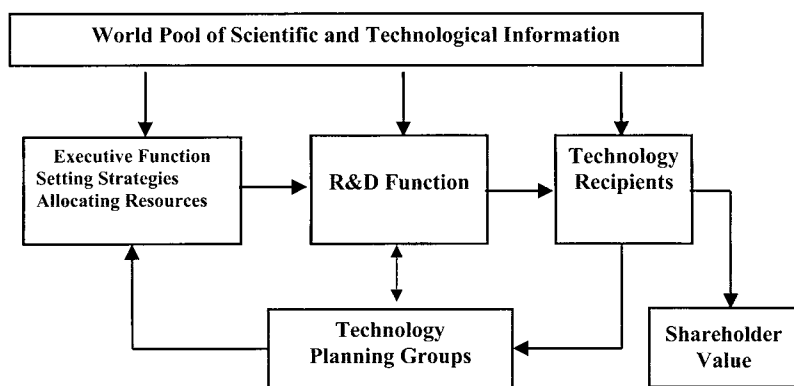 World Pool of Scientific and Technological Information
Executive Function
Setting Strategies
Allocating Resources
R&D Function
Technology
Recipients
Technology
Planning Groups
Shareholder
Value